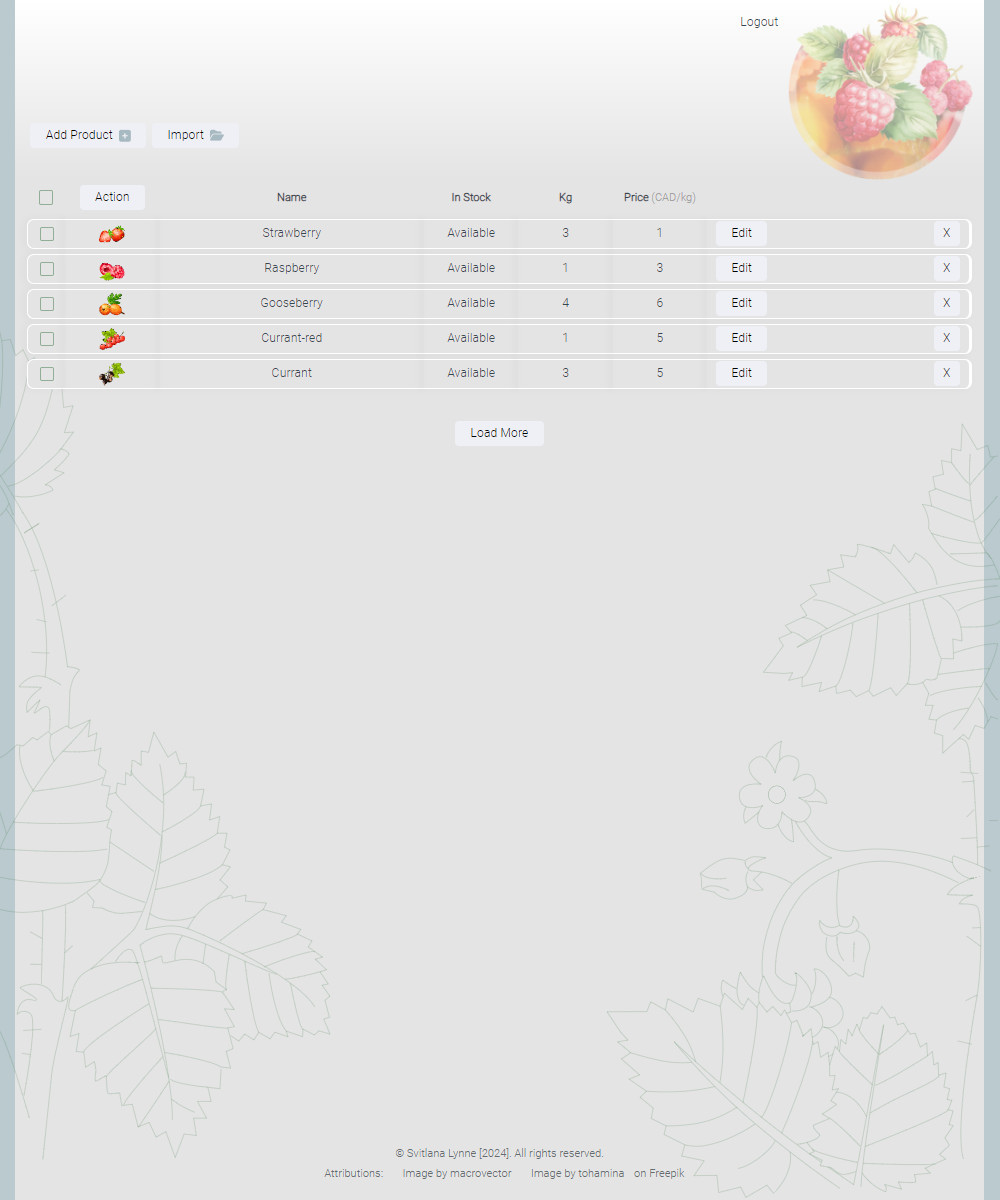 Logout
Add Product Import
Action Name In Stock Kg Price (CAD/kg)
Strawberry Available 3 1 Edit X
Raspberry Available 1 3 Edit X
Gooseberry Available 4 6 Edit X
Currant-red Available 1 5 Edit X
Currant Available 3 5 Edit X
Load More
© Svitlana Lynne [2024]. All rights reserved.
Attributions: Image by macrovector Image by tohamina on Freepik